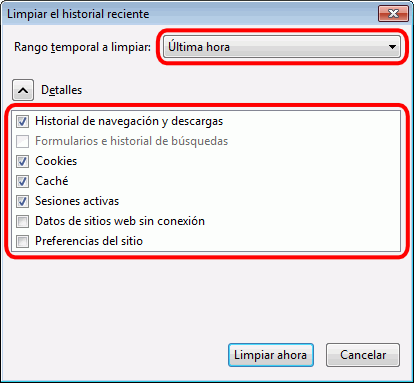 Limpiar el historial reciente
Rango temporal a limpiar: Última hora
Detalles
Historial de navegación y descargas
Formularios e historial de búsquedas
Cookies
Caché
Sesiones activas
Datos de sitios web sin conexión
Preferencias del sitio
Limpiar ahora Cancelar